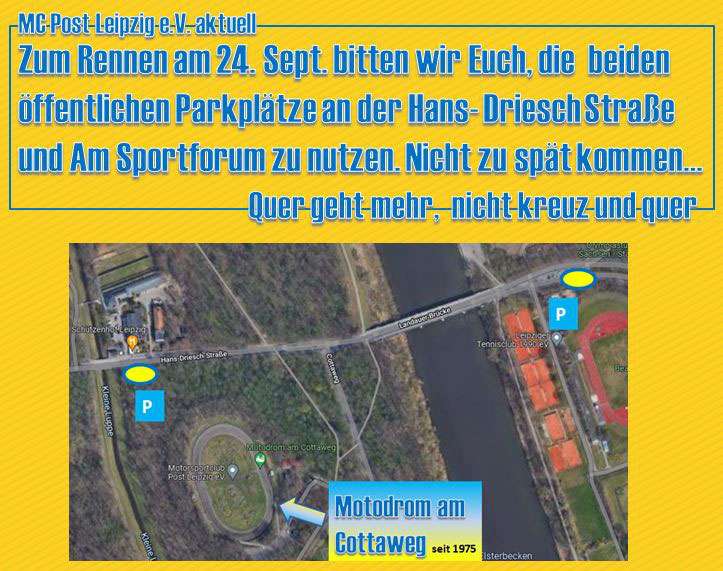 MC Post Leipzig e.V. aktuell
Zum Rennen am 24. Sept. bitten wir Euch, die beiden
öffentlichen Parkplätze an der Hans- Driesch Straße
und Am Sportforum zu nutzen. Nicht zu spät kommen...
Quer geht mehr, nicht kreuz und quer
Sachsen
Schützenhof Leipzig
Landauer Brücke
P
Leipziger
Tennisclub 1990 eV
Hans-Driesch Straße
Cottaweg
P
Kleine Luppe
Motodrom am Cottaweg
Motorsportclub
Post Leipzig eV
Motodrom am
Cottaweg seit 1975
Kleine L
Elsterbecken